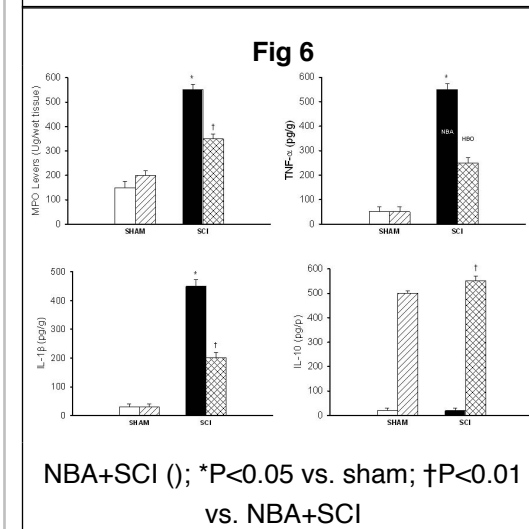 Fig 6
600
500
400
300
200
100
0
MPO Levers (Ug/wet tissue)
*
†
SHAM
SCI
600
500
400
300
200
100
0
TNF-α (pg/g)
*
NBA
HBO
SHAM
SCI
500
400
300
200
100
0
IL-1β (pg/g)
*
†
SHAM
SCI
600
500
400
300
200
100
0
IL-10 (pg/p)
†
SHAM
SCI
NBA+SCI (); *P<0.05 vs. sham; †P<0.01
vs. NBA+SCI